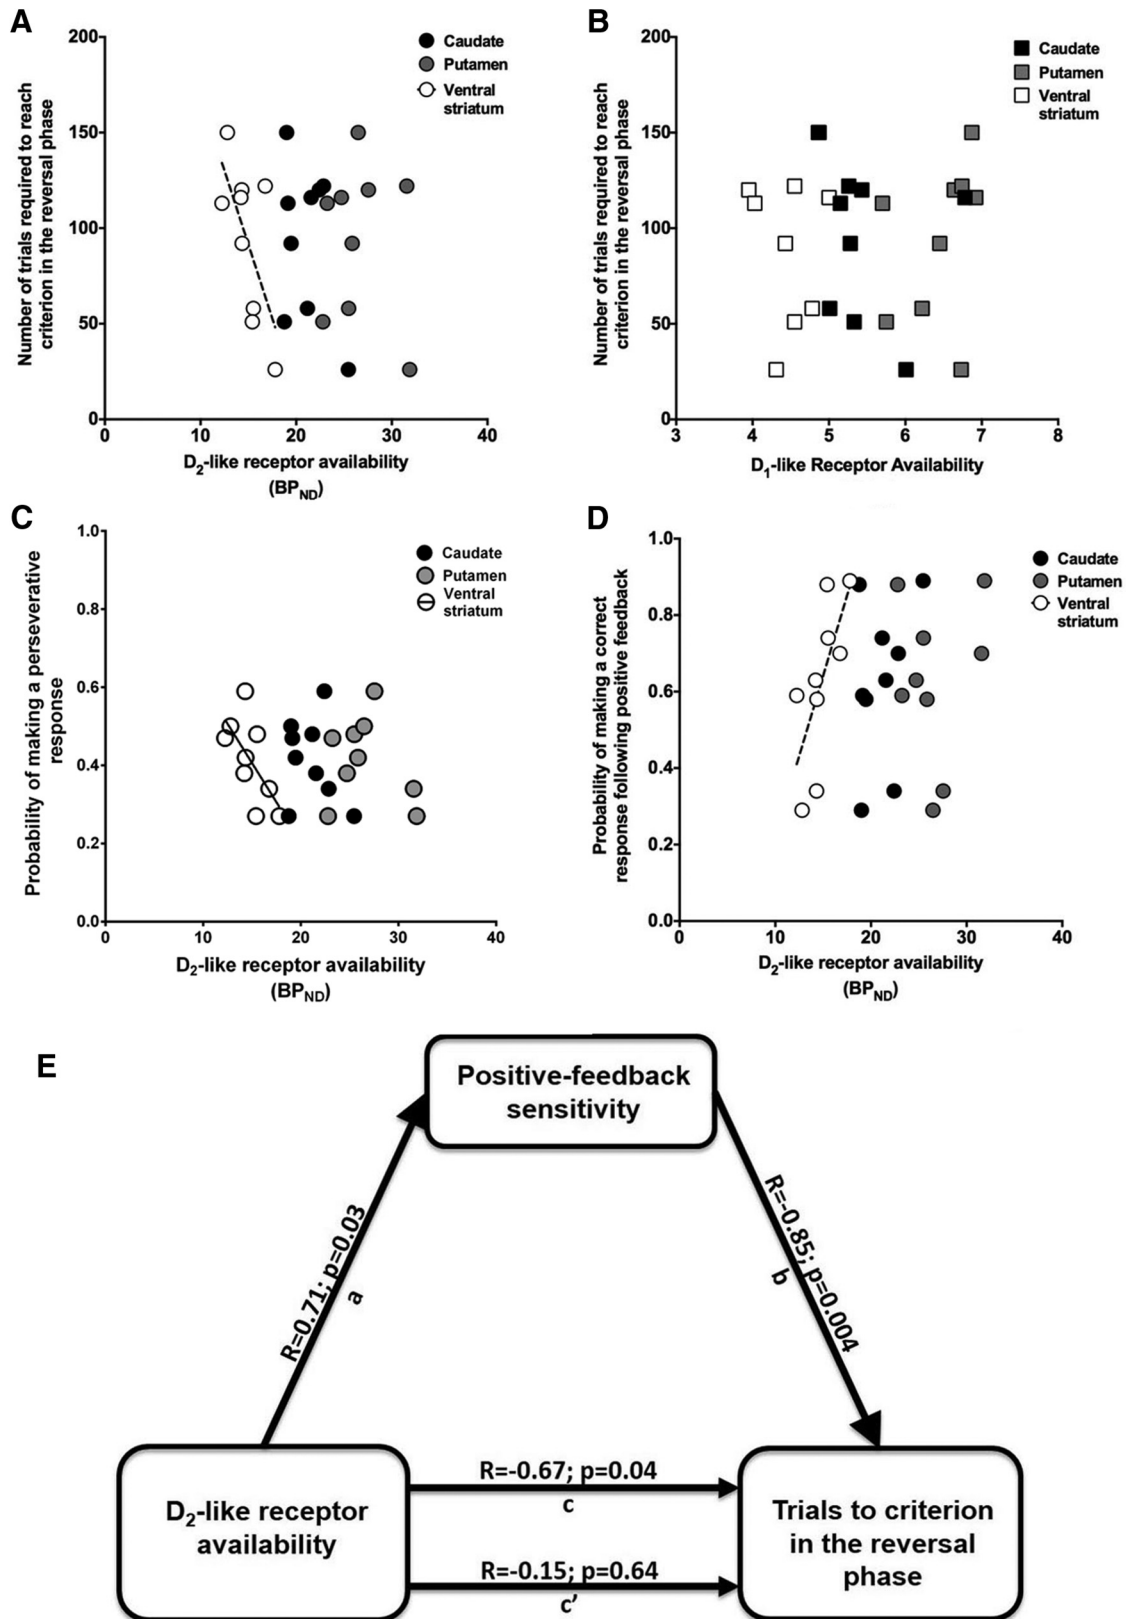 A
Number of trials required to reach
criterion in the reversal phase
200
150
100
50
0
0 10 20 30 40
D2-like receptor availability
(BPND)
Caudate
Putamen
Ventral
striatum
B
Number of trials required to reach
criterion in the reversal phase
200
150
100
50
0
3 4 5 6 7 8
D1-like Receptor Availability
Caudate
Putamen
Ventral
striatum
C
Probability of making a perseverative
response
1.0
0.8
0.6
0.4
0.2
0.0
0 10 20 30 40
D2-like receptor availability
(BPND)
Caudate
Putamen
Ventral
striatum
D
Probability of making a correct
response following positive feedback
1.0
0.8
0.6
0.4
0.2
0.0
0 10 20 30 40
D2-like receptor availability
(BPND)
Caudate
Putamen
Ventral
striatum
E
Positive-feedback
sensitivity
R=0.71; p=0.03
a
R=-0.85; p=0.004
b
D2-like receptor
availability
R=-0.67; p=0.04
c
R=-0.15; p=0.64
c’
Trials to criterion
in the reversal
phase